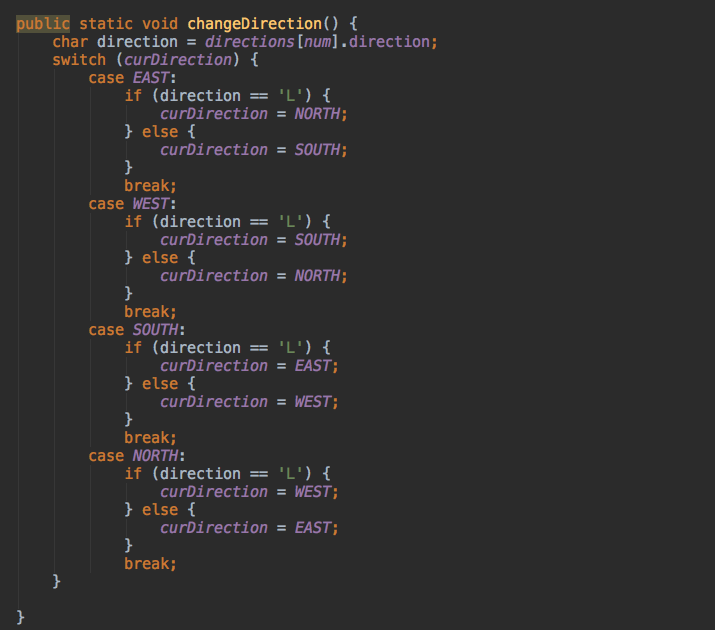 public static void changeDirection() {
    char direction = directions[num].direction;
    switch (curDirection) {
        case EAST:
            if (direction == 'L') {
                curDirection = NORTH;
            } else {
                curDirection = SOUTH;
            }
            break;
        case WEST:
            if (direction == 'L') {
                curDirection = SOUTH;
            } else {
                curDirection = NORTH;
            }
            break;
        case SOUTH:
            if (direction == 'L') {
                curDirection = EAST;
            } else {
                curDirection = WEST;
            }
            break;
        case NORTH:
            if (direction == 'L') {
                curDirection = WEST;
            } else {
                curDirection = EAST;
            }
            break;
    }

}